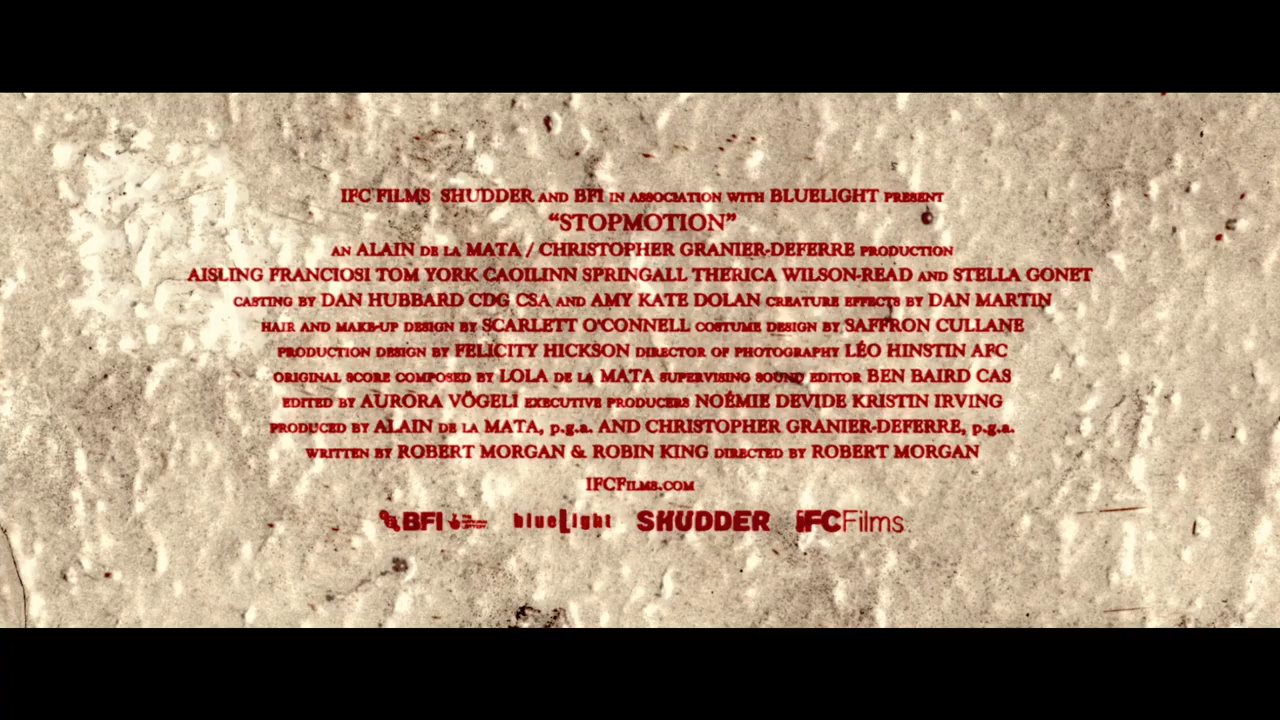 IFC FILMS SHUDDER AND BFI IN ASSOCIATION WITH BLUELIGHT PRESENT
“STOPMOTION”
AN ALAIN DE LA MATA / CHRISTOPHER GRANIER-DEFERRE PRODUCTION
AISLING FRANCIOSI TOM YORK CAOILINN SPRINGALL THERICA WILSON-READ AND STELLA GONET
CASTING BY DAN HUBBARD CDG CSA AND AMY KATE DOLAN CREATURE EFFECTS BY DAN MARTIN
HAIR AND MAKE-UP DESIGN BY SCARLETT O'CONNELL COSTUME DESIGN BY SAFFRON CULLANE
PRODUCTION DESIGN BY FELICITY HICKSON DIRECTOR OF PHOTOGRAPHY LÉO HINSTIN AFC
ORIGINAL SCORE COMPOSED BY LOLA DE LA MATA SUPERVISING SOUND EDITOR BEN BAIRD CAS
EDITED BY AURORA VÖGELI EXECUTIVE PRODUCERS NOÉMIE DEVIDE KRISTIN IRVING
PRODUCED BY ALAIN DE LA MATA, p.g.a. AND CHRISTOPHER GRANIER-DEFERRE, p.g.a.
WRITTEN BY ROBERT MORGAN & ROBIN KING DIRECTED BY ROBERT MORGAN
IFCFILMS.COM
BFI blueLight SHUDDER IFC Films